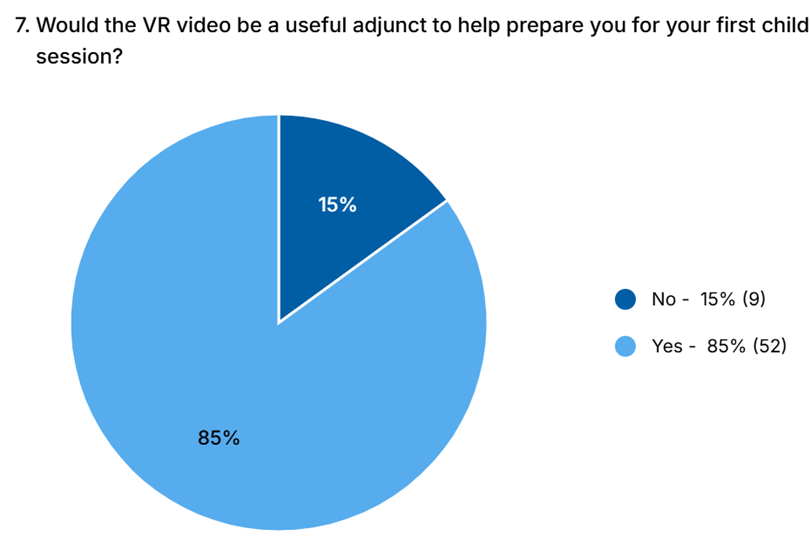 7. Would the VR video be a useful adjunct to help prepare you for your first child
session?
15%
No - 15% (9)
Yes - 85% (52)
85%